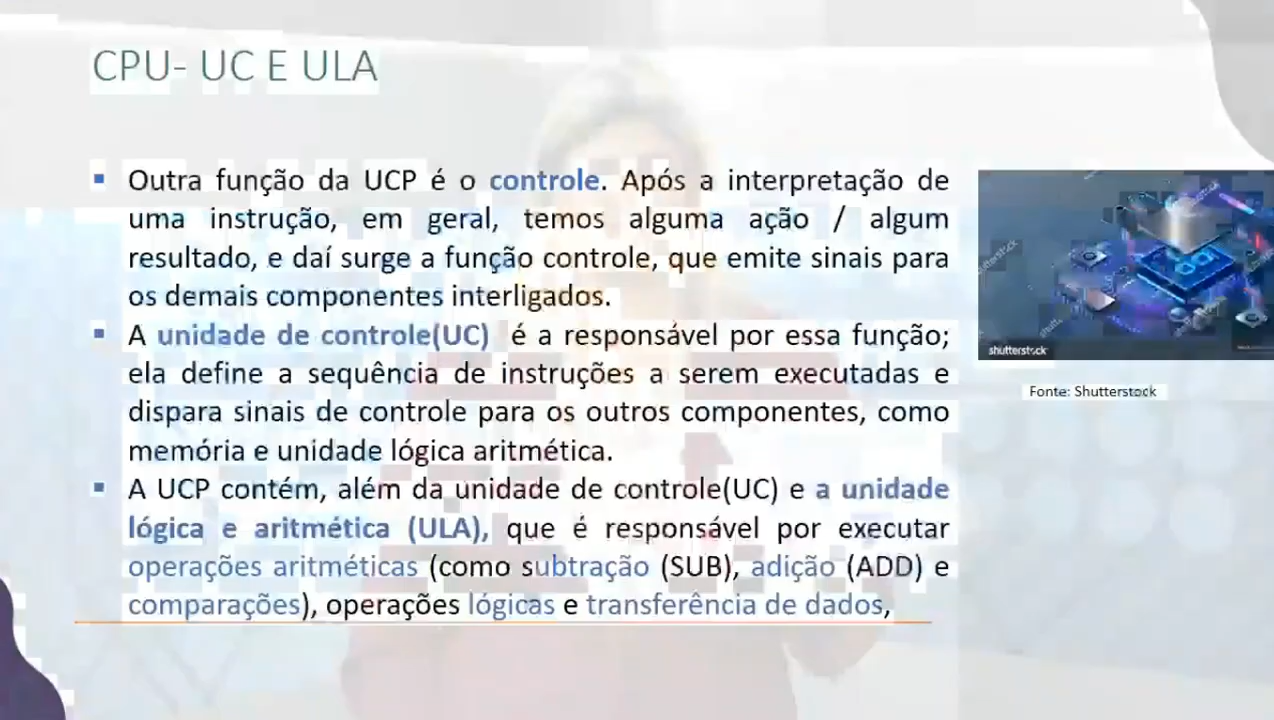 CPU- UC E ULA
Outra função da UCP é o controle. Após a interpretação de
uma instrução, em geral, temos alguma ação / algum
resultado, e daí surge a função controle, que emite sinais para
os demais componentes interligados.
A unidade de controle(UC) é a responsável por essa função;
ela define a sequência de instruções a serem executadas e
dispara sinais de controle para os outros componentes, como
memória e unidade lógica aritmética.
A UCP contém, além da unidade de controle(UC) e a unidade
lógica e aritmética (ULA), que é responsável por executar
operações aritméticas (como subtração (SUB), adição (ADD) e
comparações), operações lógicas e transferência de dados,
shutterstock
Fonte: Shutterstock